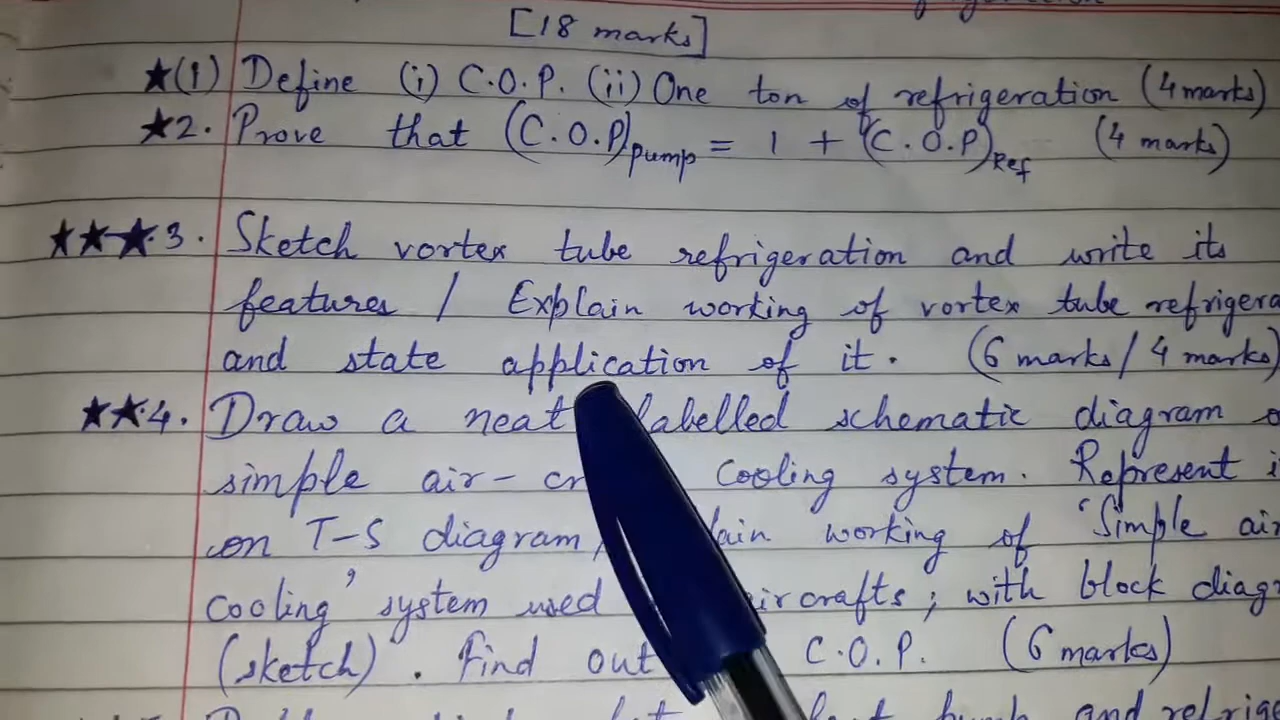 [18 marks]
★(1) Define (i) C.O.P. (ii) One ton of refrigeration (4 marks)
★2. Prove that (C.O.P)pump = 1 + (C.O.P)Ref (4 marks)
★★★3. Sketch vortex tube refrigeration and write its
features / Explain working of vortex tube refrigera
and state application of it. (6 marks / 4 marks)
★★4. Draw a neat labelled schematic diagram
simple air- cooling system. Represent
on T-S diagram, working of 'Simple air
cooling' system used ircrafts; with block diag
(sketch). Find out C.O.P. (6 marks)
and